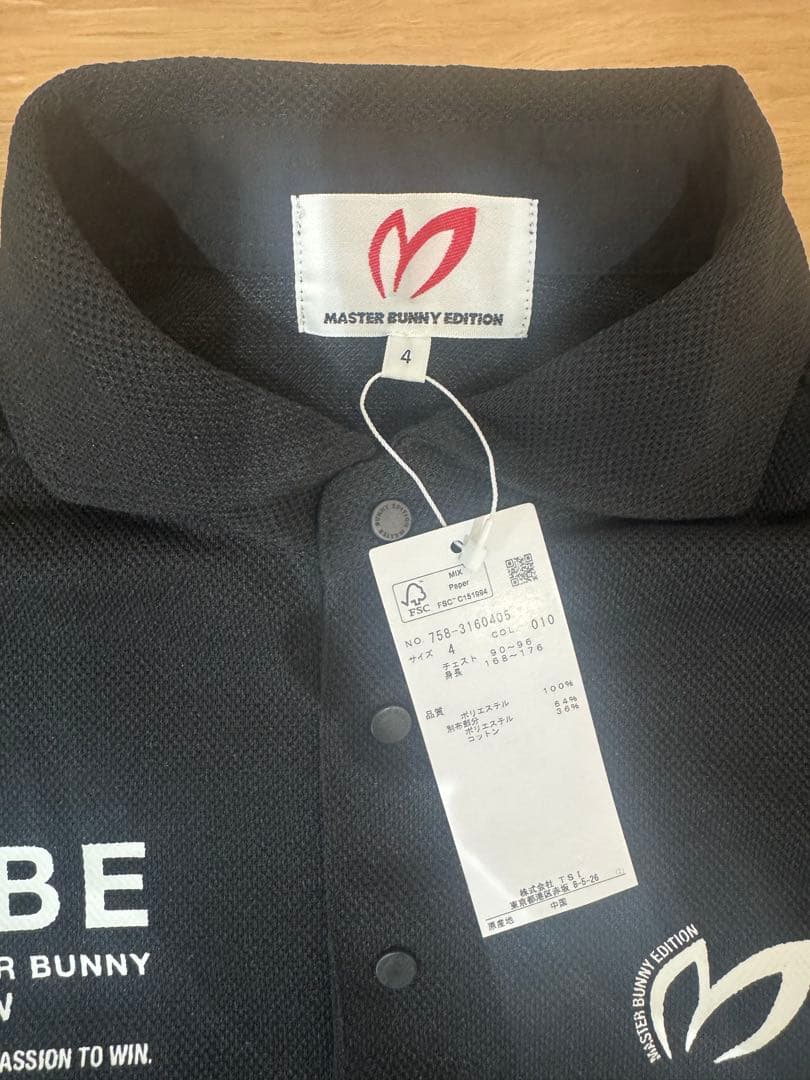 MASTER BUNNY EDITION
4
MASTER BUNNY EDITION
MIX
Paper
FSC™ C151994
FSC
NO. 758-3160405
COL. 010
サイズ 4
チェスト 90~96
身長 168~176
品質 ポリエステル 100%
別布部分
ポリエステル 64%
コットン 36%
株式会社 TSI
東京都港区赤坂 8-5-26
原産地 中国
BE
R BUNNY
ASSION TO WIN.
MASTER BUNNY EDITION